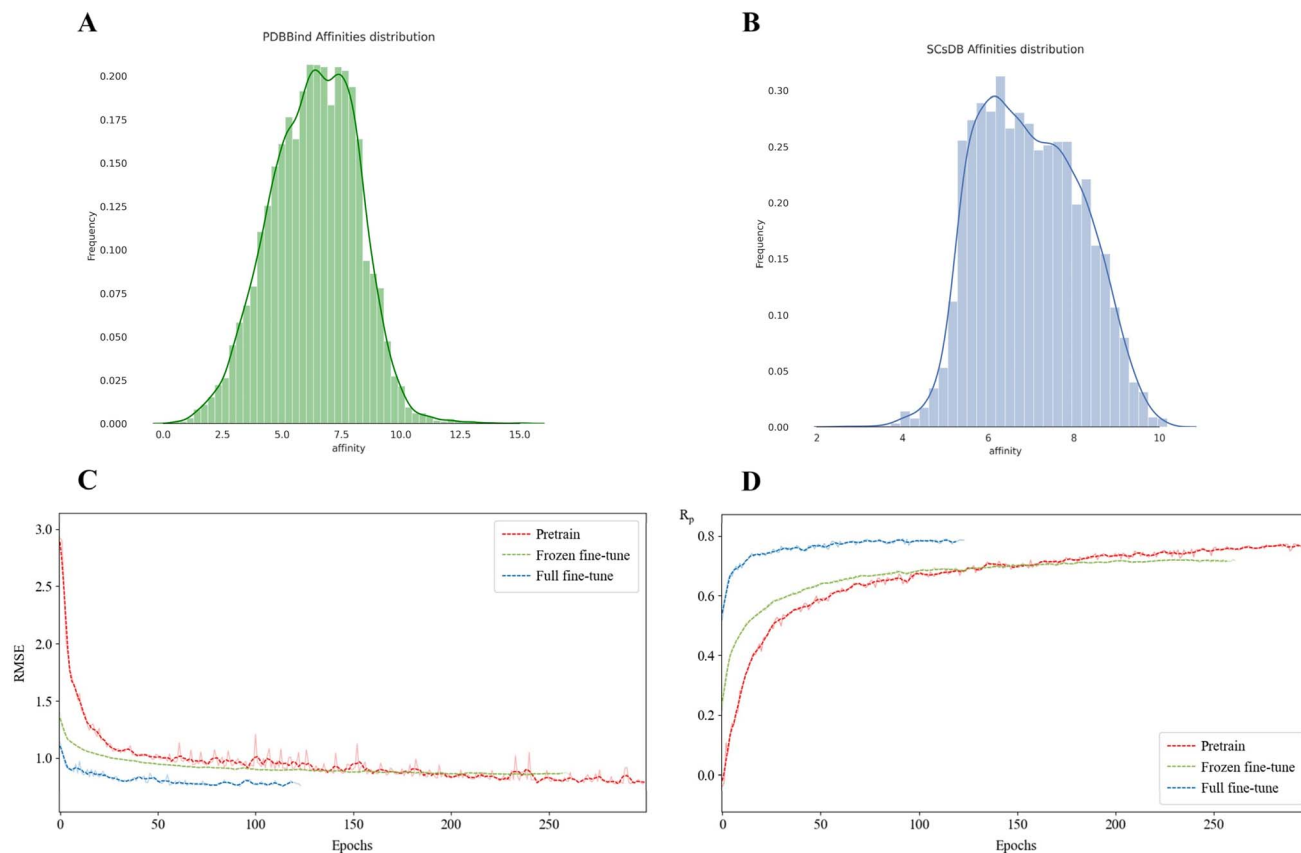 A
PDBBind Affinities distribution
0.200
0.175
0.150
0.125
0.100
0.075
0.050
0.025
0.000
Frequency
0.0 2.5 5.0 7.5 10.0 12.5 15.0
affinity
B
SCsDB Affinities distribution
0.30
0.25
0.20
0.15
0.10
0.05
0.00
Frequency
2 4 6 8 10
affinity
C
3.0
2.5
2.0
1.5
1.0
RMSE
Pretrain
Frozen fine-tune
Full fine-tune
0 50 100 150 200 250
Epochs
D
Rp
0.8
0.6
0.4
0.2
0.0
Pretrain
Frozen fine-tune
Full fine-tune
0 50 100 150 200 250
Epochs